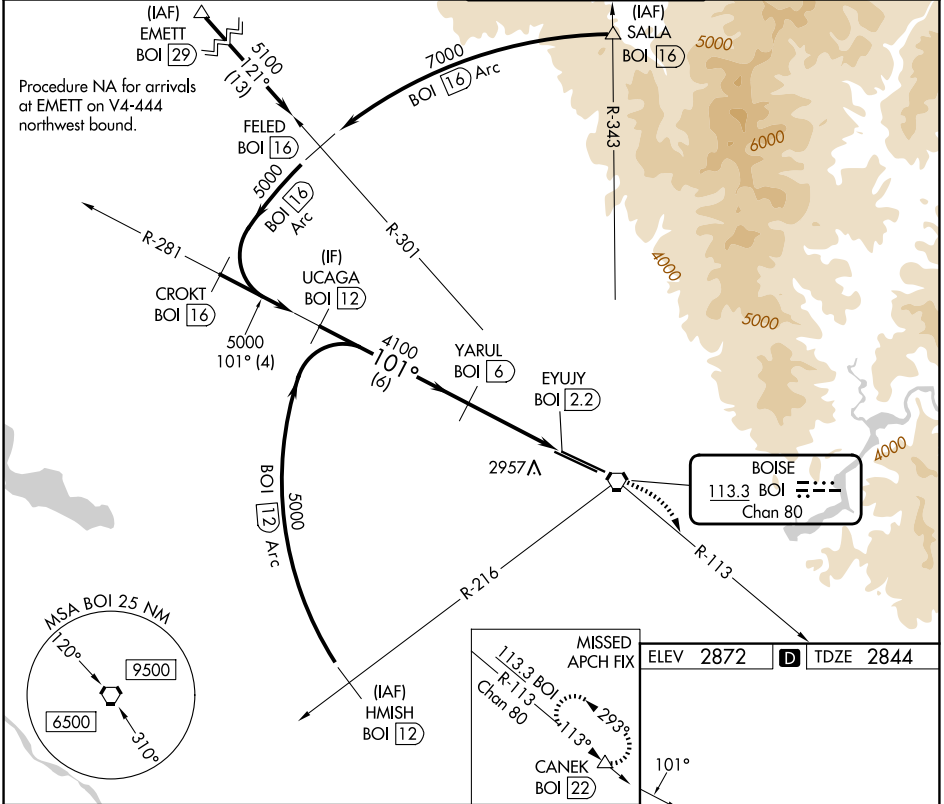 (IAF)
EMETT
BOI 29
5100
121°
(13)
Procedure NA for arrivals
at EMETT on V4-444
northwest bound.
(IAF)
SALLA
BOI 16
7000
BOI 16 Arc
R-343
5000
6000
4000
5000
4000
FELED
BOI 16
5000
BOI 16
Arc
R-301
R-281
CROKT
BOI 16
5000
101° (4)
(IF)
UCAGA
BOI 12
4100
101°
(6)
YARUL
BOI 6
EYUJY
BOI 2.2
2957
BOISE
113.3 BOI
Chan 80
R-113
R-216
5000
BOI 12 Arc
(IAF)
HMISH
BOI 12
MSA BOI 25 NM
120°
9500
6500
310°
MISSED
APCH FIX
113.3 BOI
R-113
Chan 80
113°
293°
CANEK
BOI 22
ELEV 2872 D TDZE 2844
101°